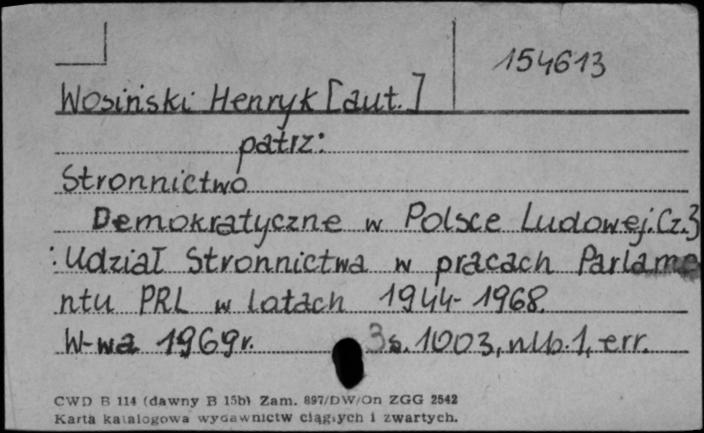 154613
Wosiński Henryk [aut.]
patrz:
Stronnictwo
Demokratyczne w Polsce Ludowej. Cz. 3
: Udział Stronnictwa w pracach Parlame
ntu PRL w latach 1944-1968.
W-wa 1969r. s. 1003, nlb. 1, err.
CWD B 114 (dawny B 15b) Zam. 897/DW/On ZGG 2542
Karta katalogowa wydawnictw ciągłych i zwartych.